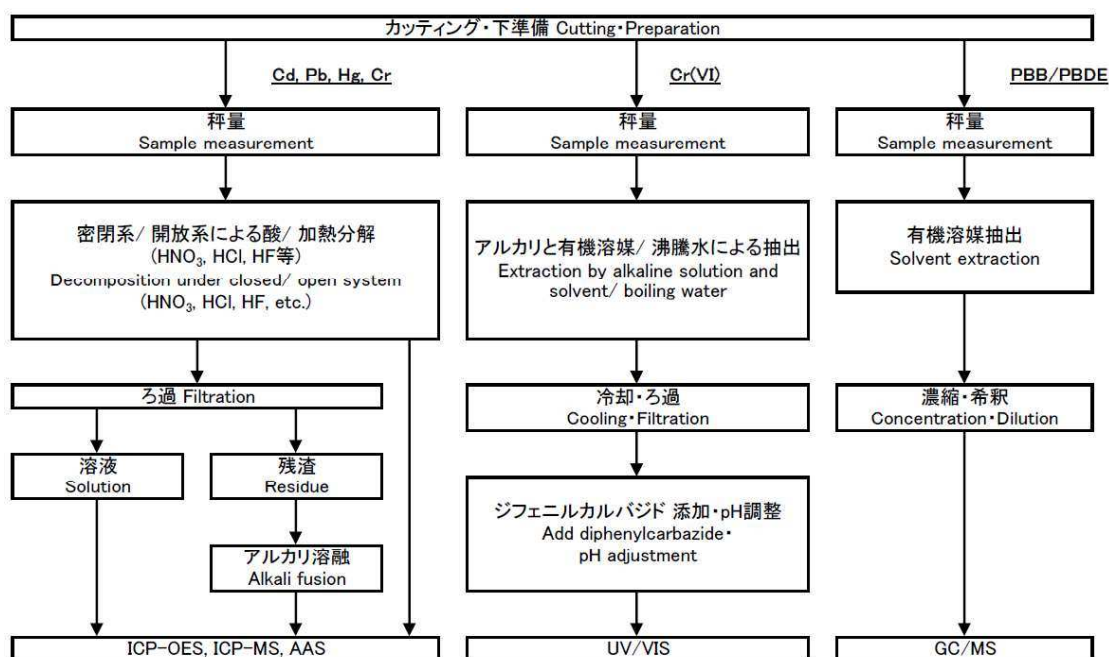 カッティング・下準備 Cutting・Preparation
Cd, Pb, Hg, Cr
秤量
Sample measurement
密閉系/ 開放系による酸/ 加熱分解
(HNO₃, HCl, HF等)
Decomposition under closed/ open system
(HNO₃, HCl, HF, etc.)
ろ過 Filtration
溶液
Solution
残渣
Residue
アルカリ溶融
Alkali fusion
ICP-OES, ICP-MS, AAS
Cr(VI)
秤量
Sample measurement
アルカリと有機溶媒/ 沸騰水による抽出
Extraction by alkaline solution and
solvent/ boiling water
冷却・ろ過
Cooling・Filtration
ジフェニルカルバジド 添加・pH調整
Add diphenylcarbazide・
pH adjustment
UV/VIS
PBB/PBDE
秤量
Sample measurement
有機溶媒抽出
Solvent extraction
濃縮・希釈
Concentration・Dilution
GC/MS